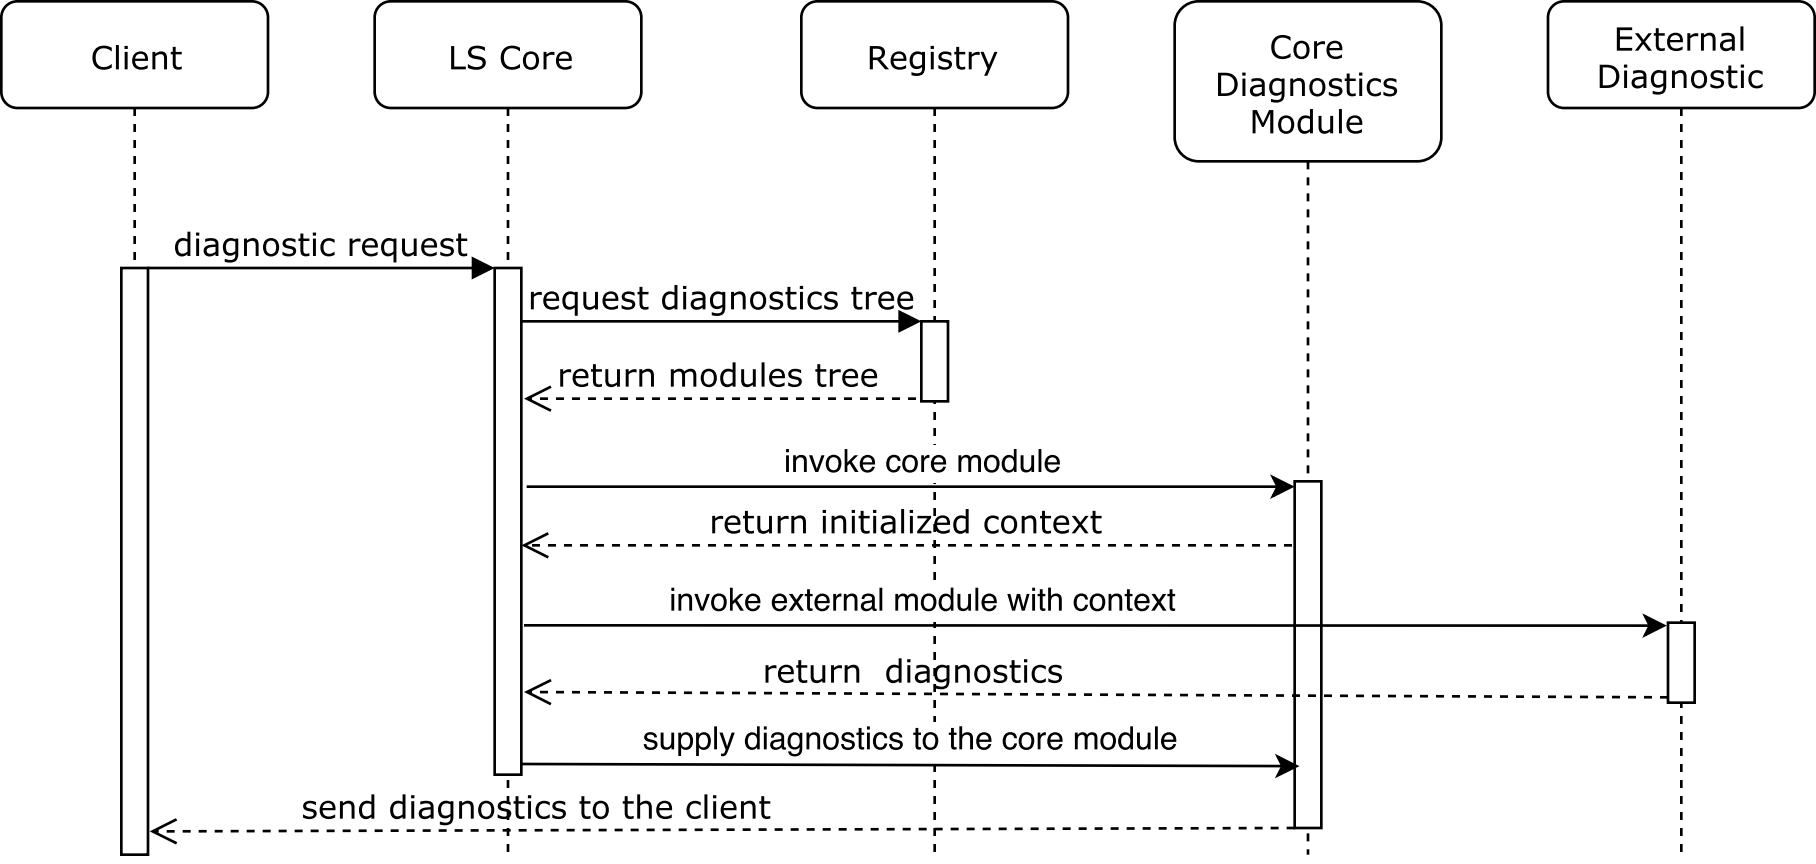 Client
LS Core
Registry
Core
Diagnostics
Module
External
Diagnostic
diagnostic request
request diagnostics tree
return modules tree
invoke core module
return initialized context
invoke external module with context
return  diagnostics
supply diagnostics to the core module
send diagnostics to the client